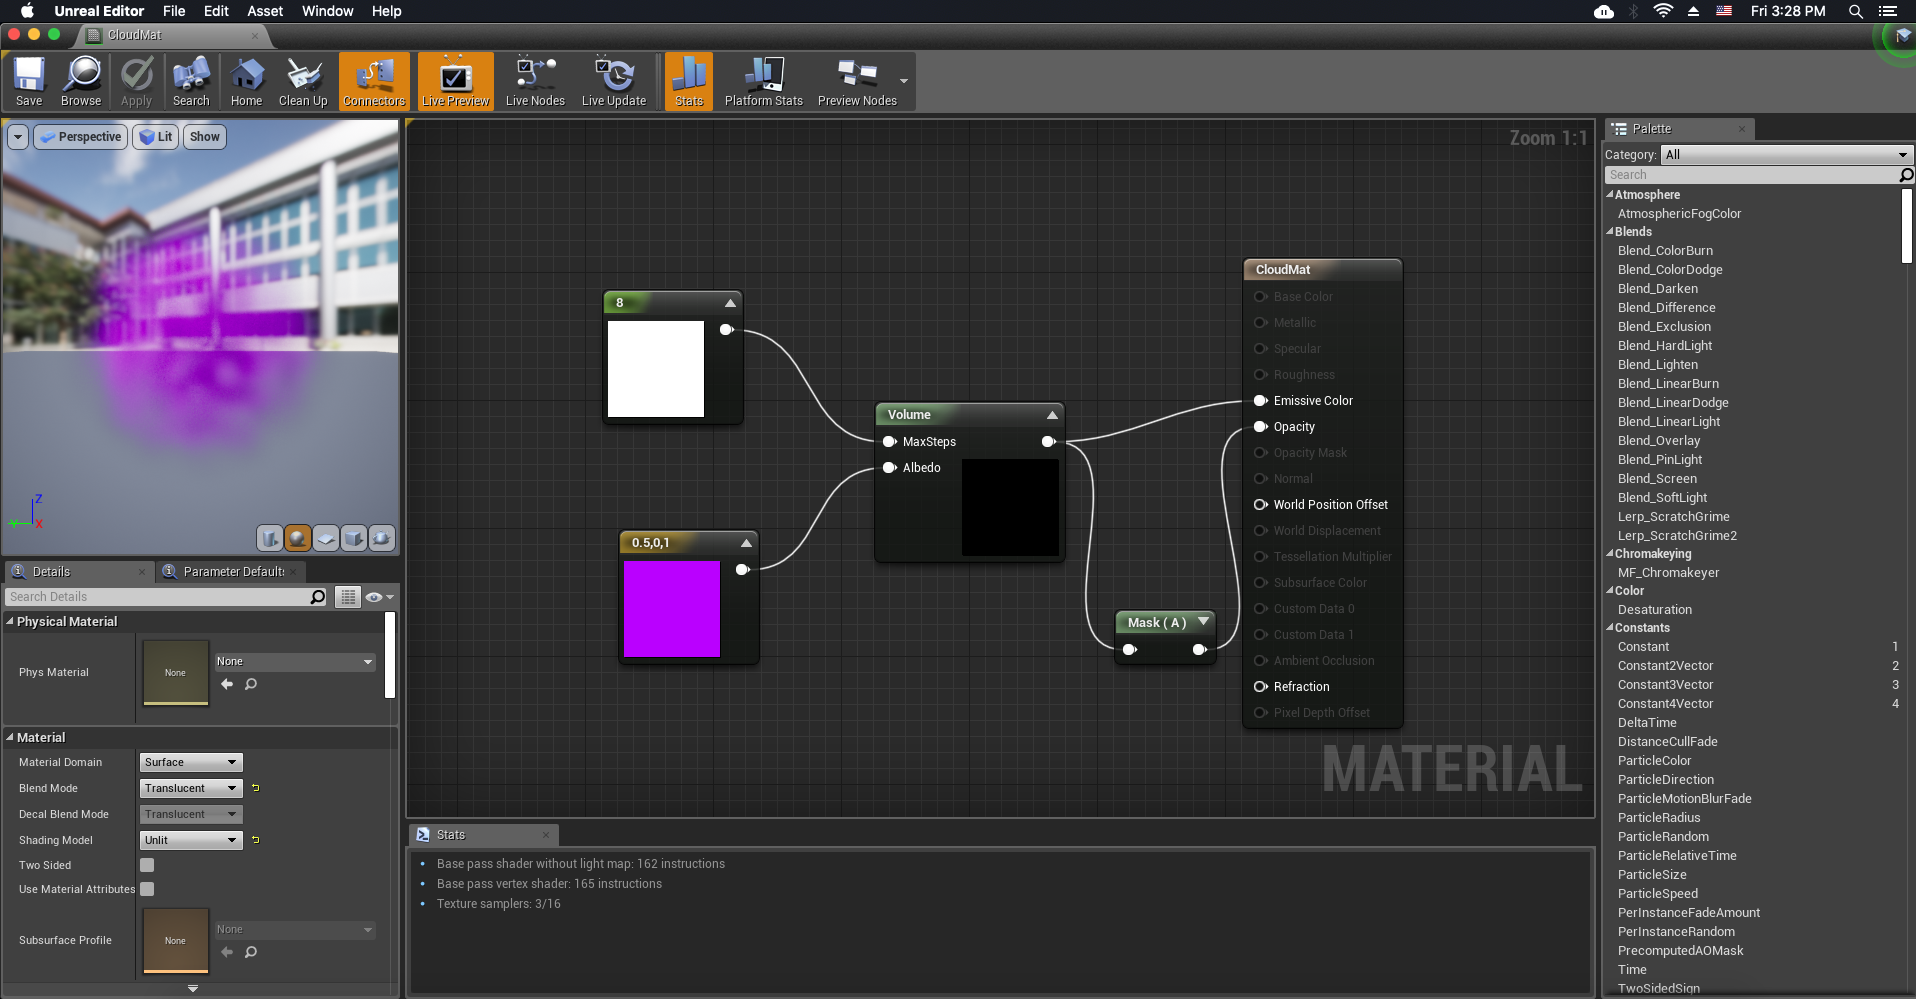 Unreal Editor File Edit Asset Window Help Fri 3:28 PM
CloudMat
Save Browse Apply Search Home Clean Up Connectors Live Preview Live Nodes Live Update Stats Platform Stats Preview Nodes
Perspective Lit Show
Z
Y X
Details
Parameter Defaults
Search Details
Physical Material
Phys Material
None
None
Material
Material Domain Surface
Blend Mode Translucent
Decal Blend Mode Translucent
Shading Model Unlit
Two Sided
Use Material Attributes
Subsurface Profile
None
None
Zoom 1:1
8
0.5,0,1
Volume
MaxSteps
Albedo
Mask ( A )
CloudMat
Base Color
Metallic
Specular
Roughness
Emissive Color
Opacity
Opacity Mask
Normal
World Position Offset
World Displacement
Tessellation Multiplier
Subsurface Color
Custom Data 0
Custom Data 1
Ambient Occlusion
Refraction
Pixel Depth Offset
MATERIAL
Stats
Base pass shader without light map: 162 instructions
Base pass vertex shader: 165 instructions
Texture samplers: 3/16
Palette
Category: All
Search
Atmosphere
AtmosphericFogColor
Blends
Blend_ColorBurn
Blend_ColorDodge
Blend_Darken
Blend_Difference
Blend_Exclusion
Blend_HardLight
Blend_Lighten
Blend_LinearBurn
Blend_LinearDodge
Blend_LinearLight
Blend_Overlay
Blend_PinLight
Blend_Screen
Blend_SoftLight
Lerp_ScratchGrime
Lerp_ScratchGrime2
Chromakeying
MF_Chromakeyer
Color
Desaturation
Constants
Constant 1
Constant2Vector 2
Constant3Vector 3
Constant4Vector 4
DeltaTime
DistanceCullFade
ParticleColor
ParticleDirection
ParticleMotionBlurFade
ParticleRadius
ParticleRandom
ParticleRelativeTime
ParticleSize
ParticleSpeed
PerInstanceFadeAmount
PerInstanceRandom
PrecomputedAOMask
Time
TwoSidedSign